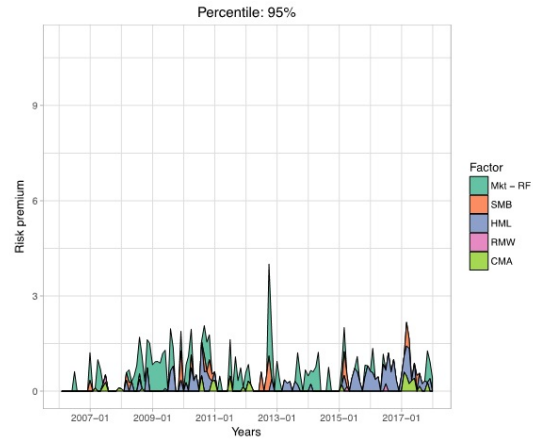 Percentile: 95%
Risk premium
9
6
3
0
2007−01 2009−01 2011−01 2013−01 2015−01 2017−01
Years
Factor
Mkt − RF
SMB
HML
RMW
CMA